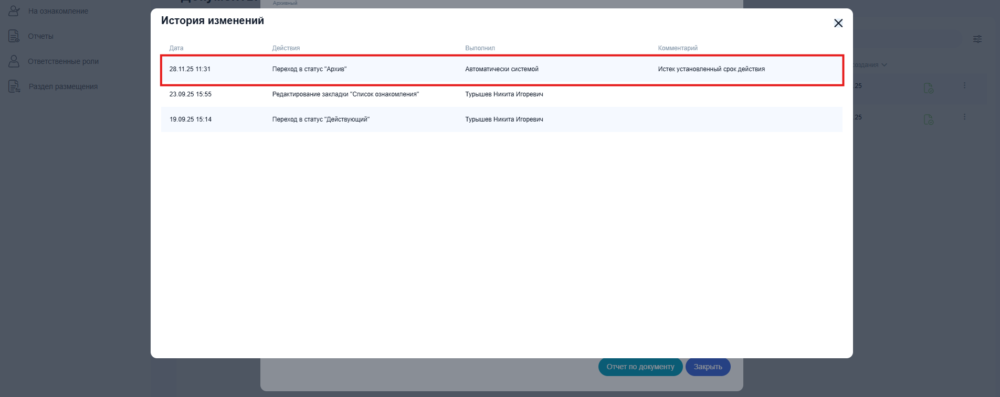 На ознакомление
Отчеты
Ответственные роли
Раздел размещения
Архивный
История изменений
Дата Действия Выполнил Комментарий
28.11.25 11:31 Переход в статус "Архив" Автоматически системой Истек установленный срок действия
23.09.25 15:55 Редактирование закладки "Список ознакомления" Турышев Никита Игоревич
19.09.25 15:14 Переход в статус "Действующий" Турышев Никита Игоревич
создания
.25
.25
Отчет по документу Закрыть